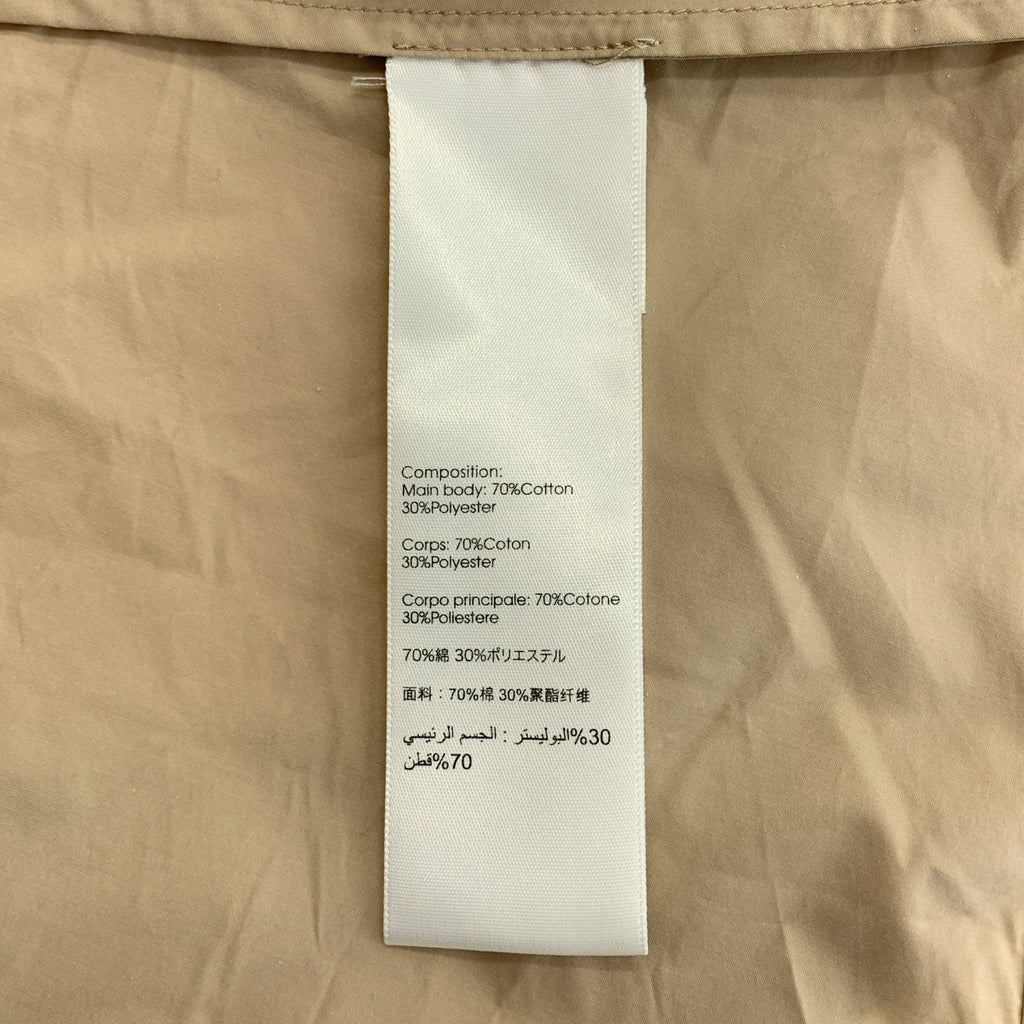 Composition:
Main body: 70%Cotton
30%Polyester
Corps: 70%Coton
30%Polyester
Corpo principale: 70%Cotone
30%Poliestere
70%綿 30%ポリエステル
面料：70%棉 30%聚酯纤维
30%البوليستر : الجسم الرئيسي
70%قطن